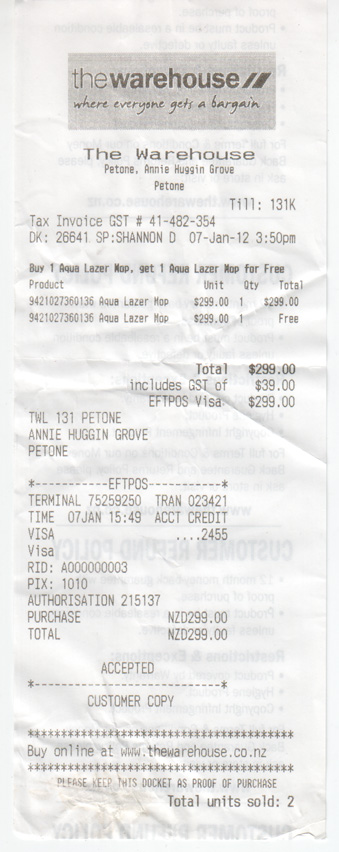 thewarehouse
where everyone gets a bargain
The Warehouse
Petone, Annie Huggin Grove
Petone
Till: 131K
Tax Invoice GST # 41-482-354
DK: 26641 SP:SHANNON D 07-Jan-12 3:50pm
Buy 1 Aqua Lazer Mop, get 1 Aqua Lazer Mop for Free
Product Unit Qty Total
9421027360136 Aqua Lazer Mop $299.00 1 $299.00
9421027360136 Aqua Lazer Mop $299.00 1 Free
Total $299.00
includes GST of $39.00
EFTPOS Visa $299.00
TWL 131 PETONE
ANNIE HUGGIN GROVE
PETONE
*-----------EFTPOS-----------*
TERMINAL 75259250 TRAN 023421
TIME 07JAN 15:49 ACCT CREDIT
VISA ....2455
Visa
RID: A000000003
PIX: 1010
AUTHORISATION 215137
PURCHASE NZD299.00
TOTAL NZD299.00
ACCEPTED
*----------------------------*
CUSTOMER COPY
****************************************
Buy online at www.thewarehouse.co.nz
****************************************
PLEASE KEEP THIS DOCKET AS PROOF OF PURCHASE
Total units sold: 2